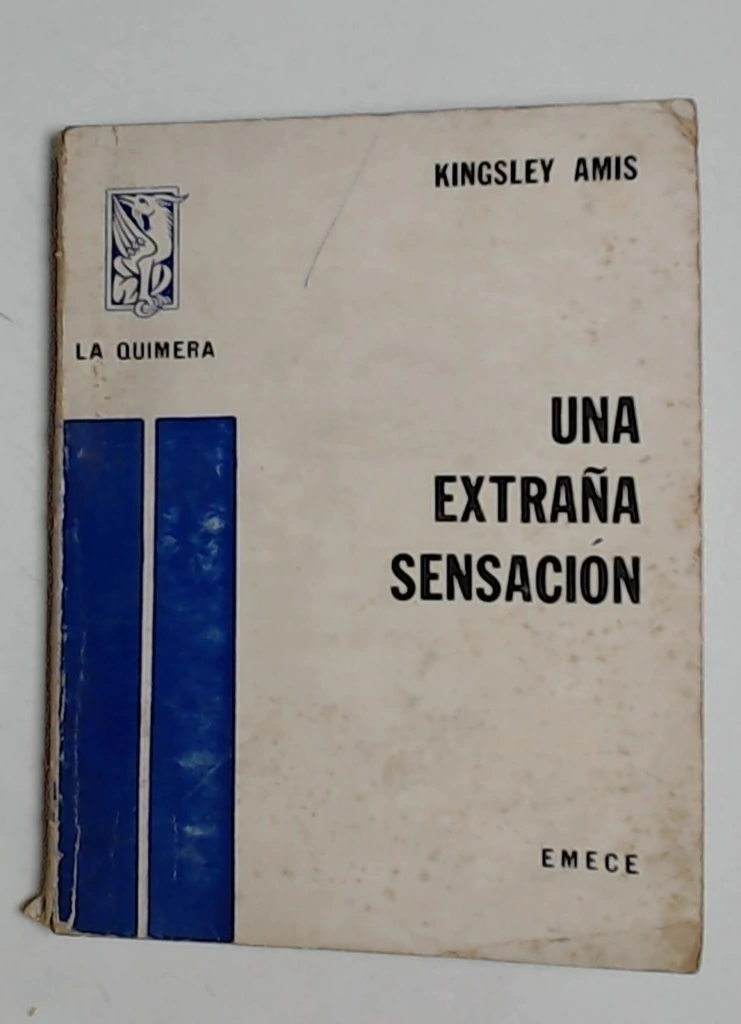 KINGSLEY AMIS
LA QUIMERA
UNA
EXTRAÑA
SENSACIÓN
EMECE